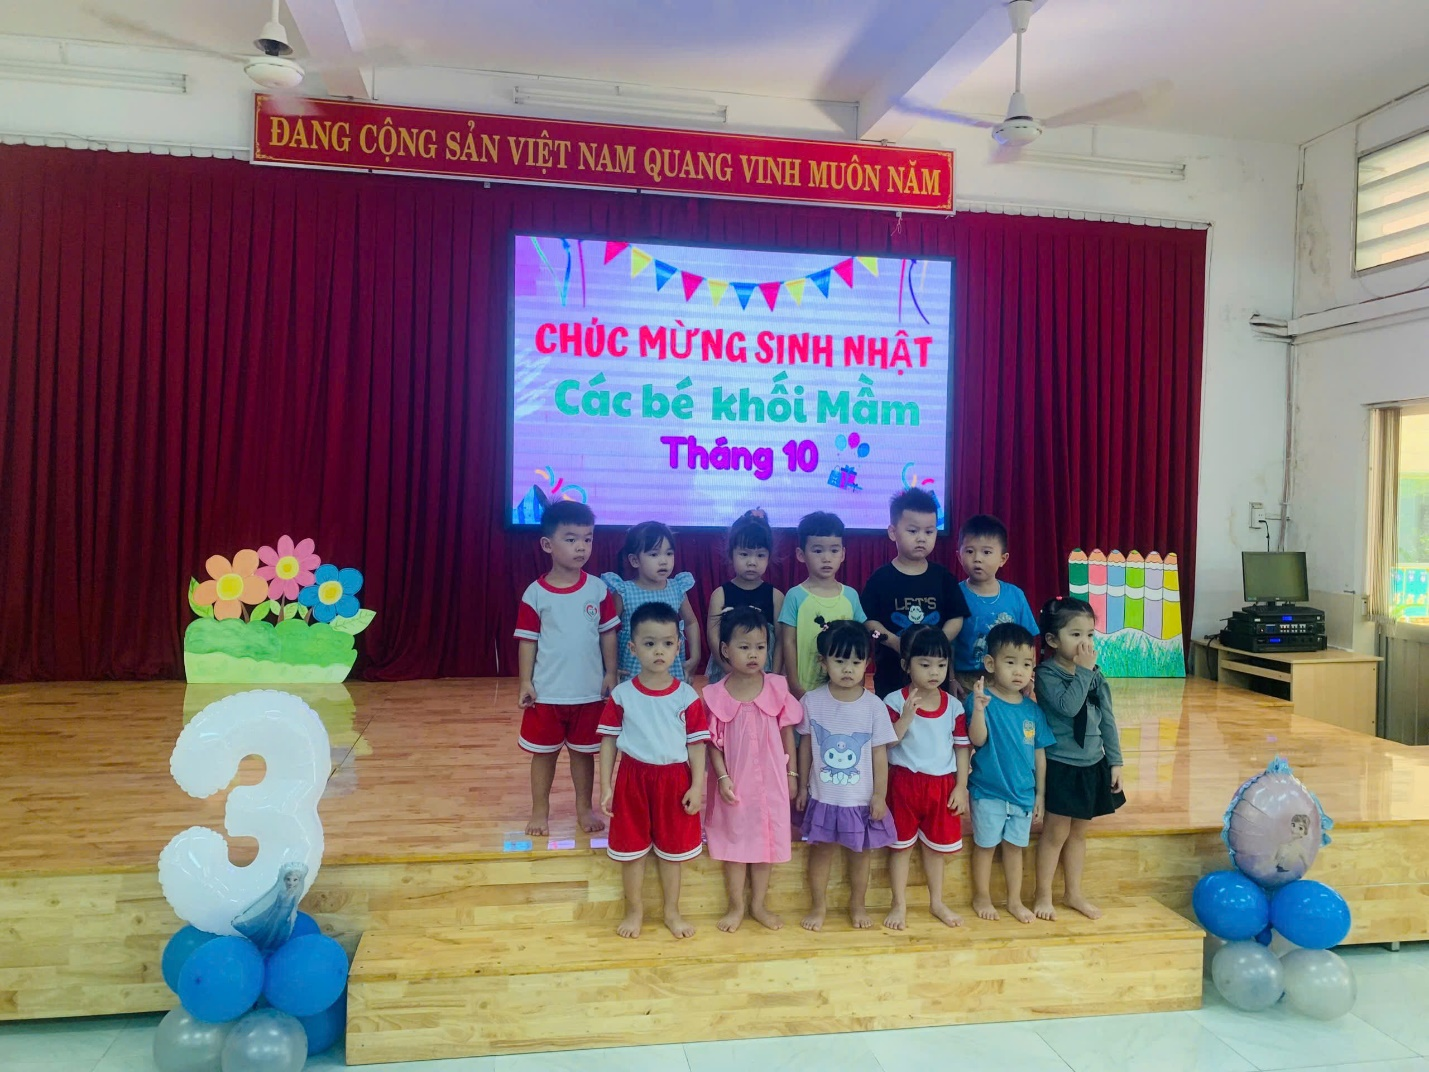 ĐẢNG CỘNG SẢN VIỆT NAM QUANG VINH MUÔN NĂM
CHÚC MỪNG SINH NHẬT
Các bé khối Mầm
Tháng 10
LET'S
3